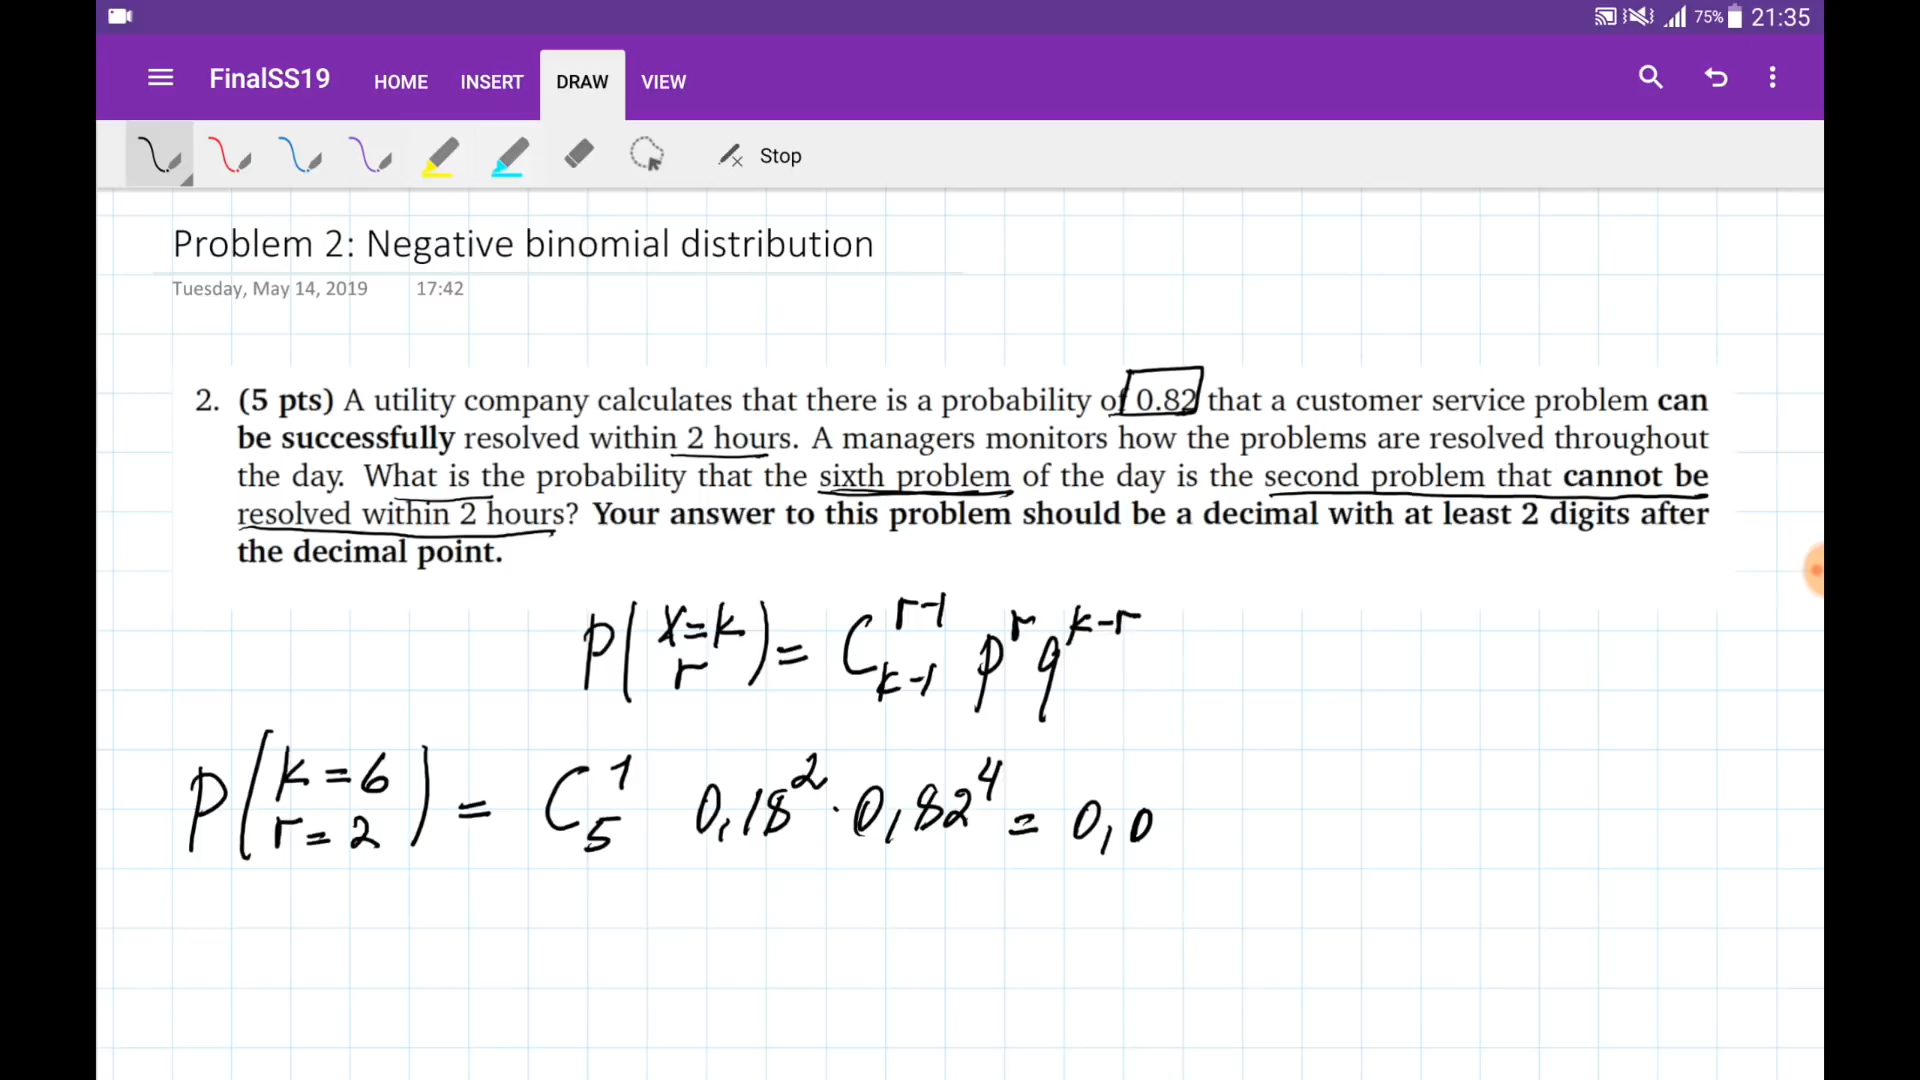 75% 21:35
FinalSS19 HOME INSERT DRAW VIEW
Stop
Problem 2: Negative binomial distribution
Tuesday, May 14, 2019 17:42
2. (5 pts) A utility company calculates that there is a probability of 0.82 that a customer service problem can
be successfully resolved within 2 hours. A managers monitors how the problems are resolved throughout
the day. What is the probability that the sixth problem of the day is the second problem that cannot be
resolved within 2 hours? Your answer to this problem should be a decimal with at least 2 digits after
the decimal point.
P(X=k r) = C_{k-1}^{r-1} p^r q^{k-r}
P(k=6 r=2) = C_5^1 0,18^2 · 0,82^4 = 0,0